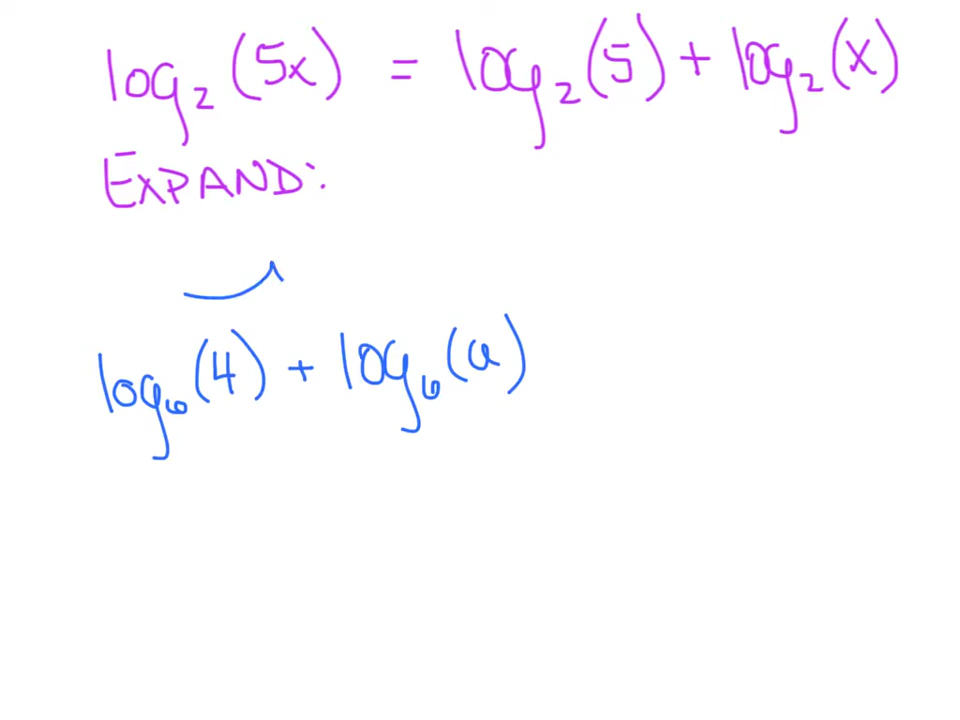 log₂(5x) = log₂(5) + log₂(x)
EXPAND:
log₆(4) + log₆(a)